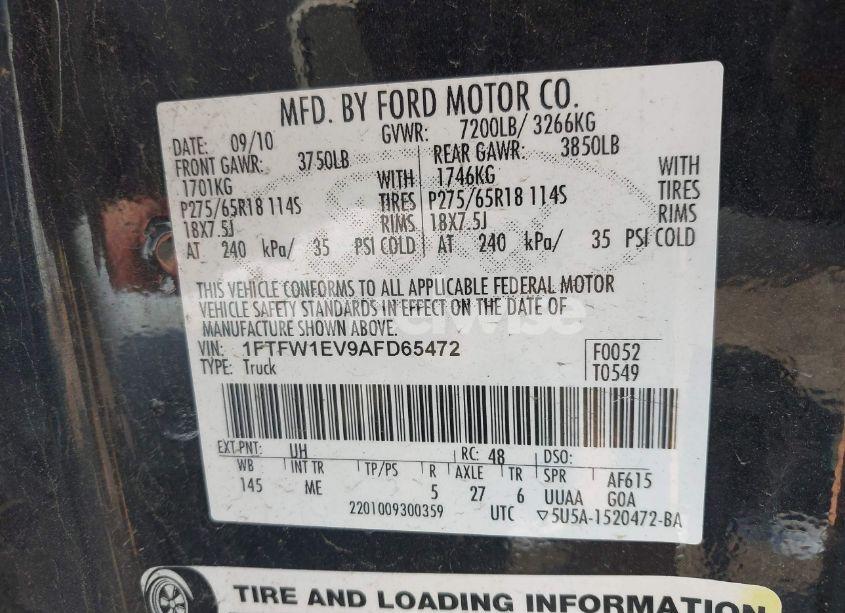 MFD. BY FORD MOTOR CO.
DATE: 09/10 GVWR: 7200LB/ 3266KG
FRONT GAWR: 3750LB REAR GAWR: 3850LB
1701KG WITH 1746KG WITH
P275/65R18 114S TIRES P275/65R18 114S TIRES
18X7.5J RIMS 18X7.5J RIMS
AT 240 kPa/ 35 PSI COLD AT 240 kPa/ 35 PSI COLD
THIS VEHICLE CONFORMS TO ALL APPLICABLE FEDERAL MOTOR
VEHICLE SAFETY STANDARDS IN EFFECT ON THE DATE OF
MANUFACTURE SHOWN ABOVE.
VIN: 1FTFW1EV9AFD65472 F0052
TYPE: Truck T0549
EXT PNT: UH RC: 48 DSO:
WB INT TR TP/PS R AXLE TR SPR AF615
145 ME 5 27 6 UUAA GOA
2201009300359 UTC ▽5U5A-1520472-BA
TIRE AND LOADING INFORMATION